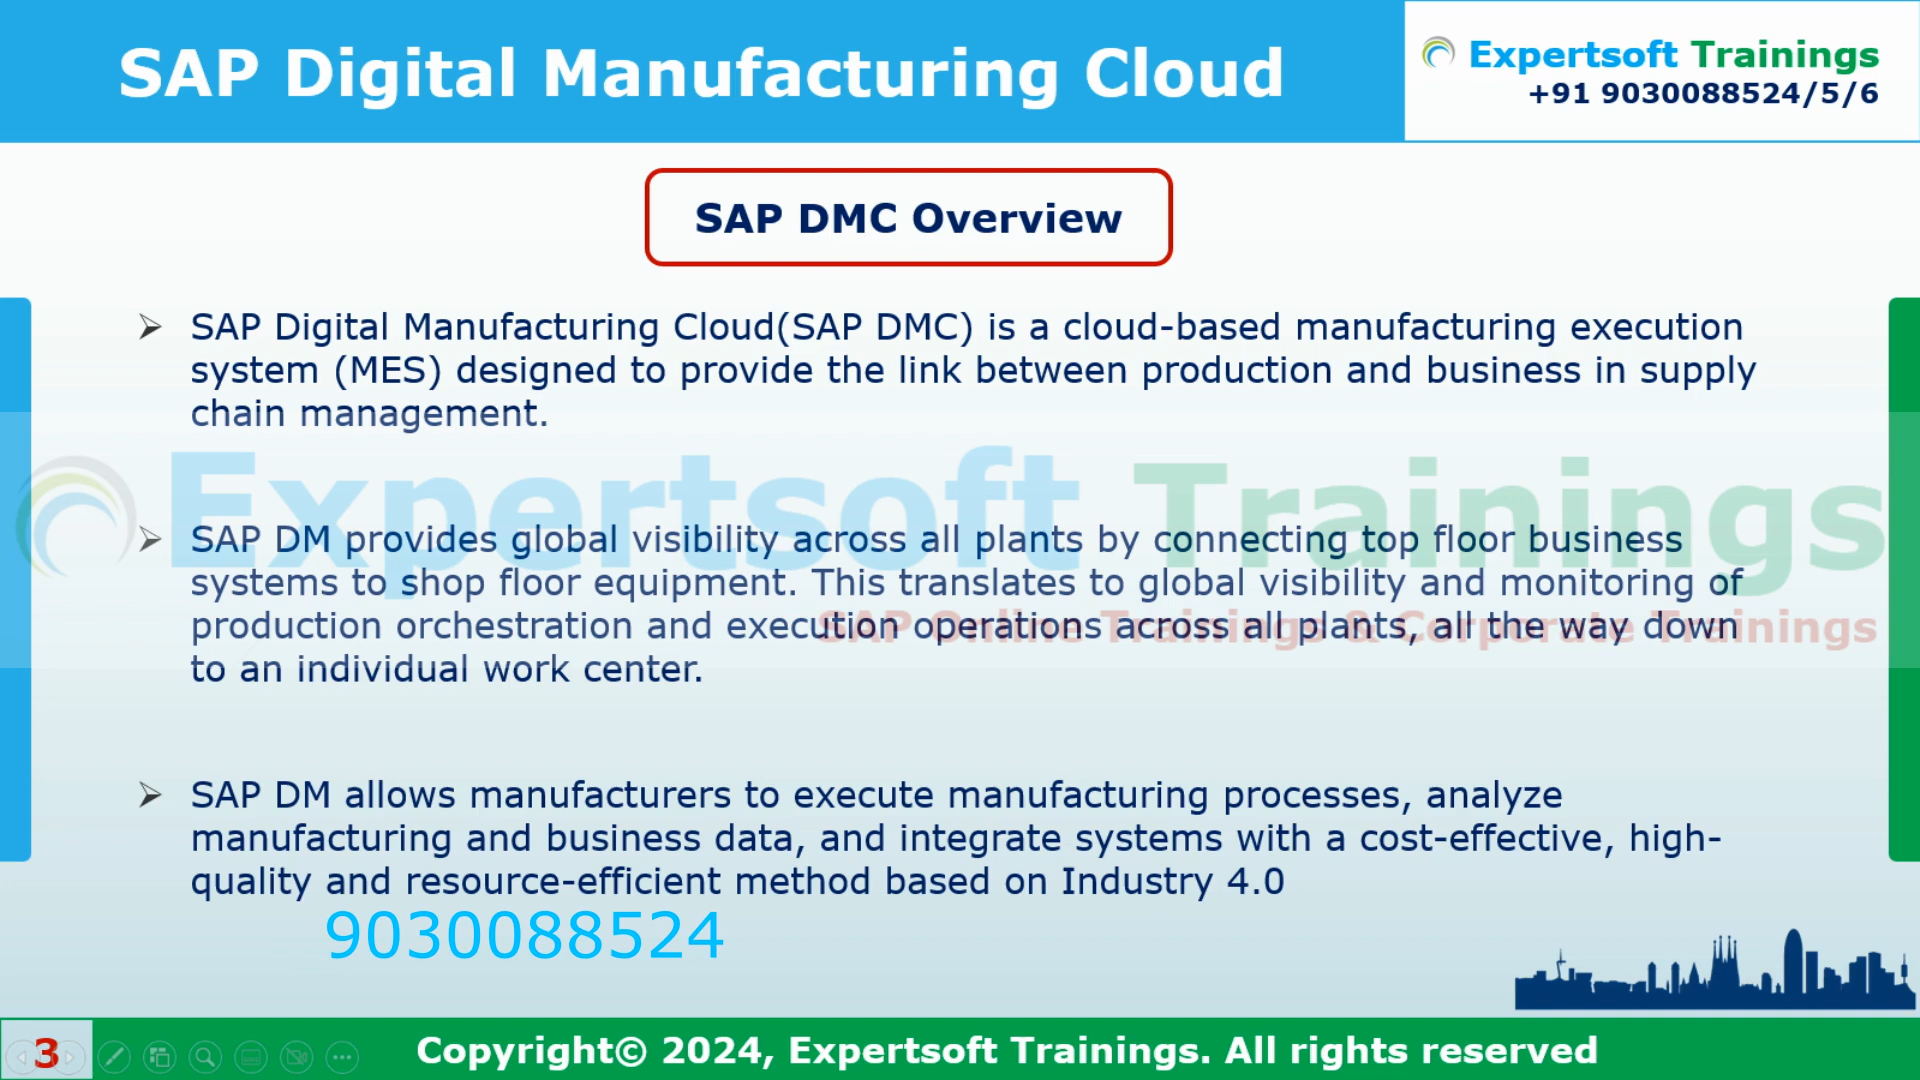 SAP Digital Manufacturing Cloud
Expertsoft Trainings
+91 9030088524/5/6
SAP DMC Overview
➢ SAP Digital Manufacturing Cloud(SAP DMC) is a cloud-based manufacturing execution
system (MES) designed to provide the link between production and business in supply
chain management.
Expertsoft Trainings
➢ SAP DM provides global visibility across all plants by connecting top floor business
systems to shop floor equipment. This translates to global visibility and monitoring of
production orchestration and execution operations across all plants, all the way down
SAP Online Trainings & Corporate Trainings
to an individual work center.
➢ SAP DM allows manufacturers to execute manufacturing processes, analyze
manufacturing and business data, and integrate systems with a cost-effective, high-
quality and resource-efficient method based on Industry 4.0
9030088524
3
Copyright© 2024, Expertsoft Trainings. All rights reserved